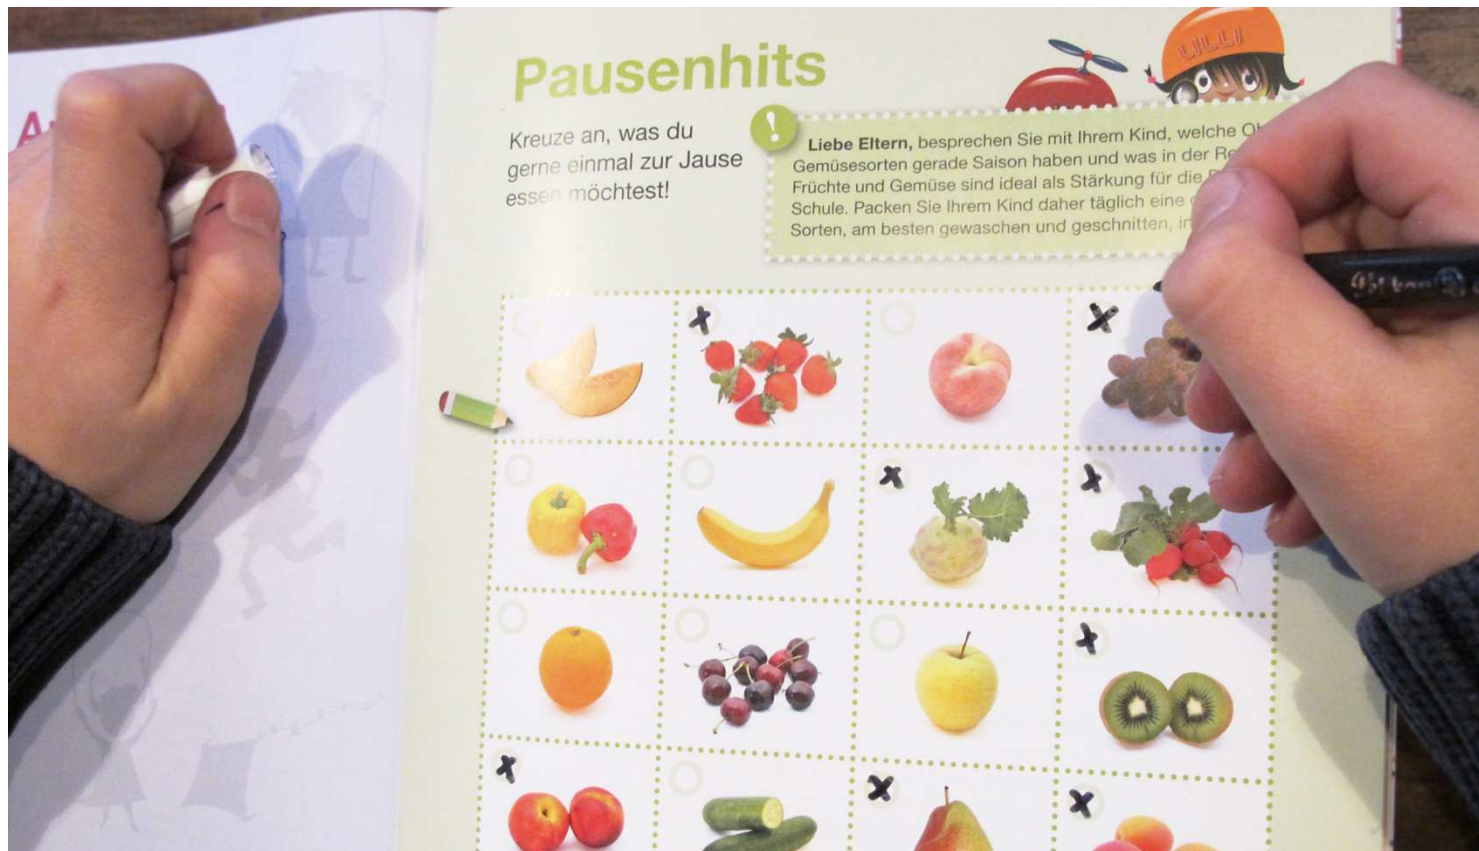 Pausenhits
LILLI
Kreuze an, was du
gerne einmal zur Jause
essen möchtest!
Liebe Eltern, besprechen Sie mit Ihrem Kind, welche
Gemüsesorten gerade Saison haben und was in der
Früchte und Gemüse sind ideal als Stärkung für die
Schule. Packen Sie Ihrem Kind daher täglich eine
Sorten, am besten gewaschen und geschnitten,